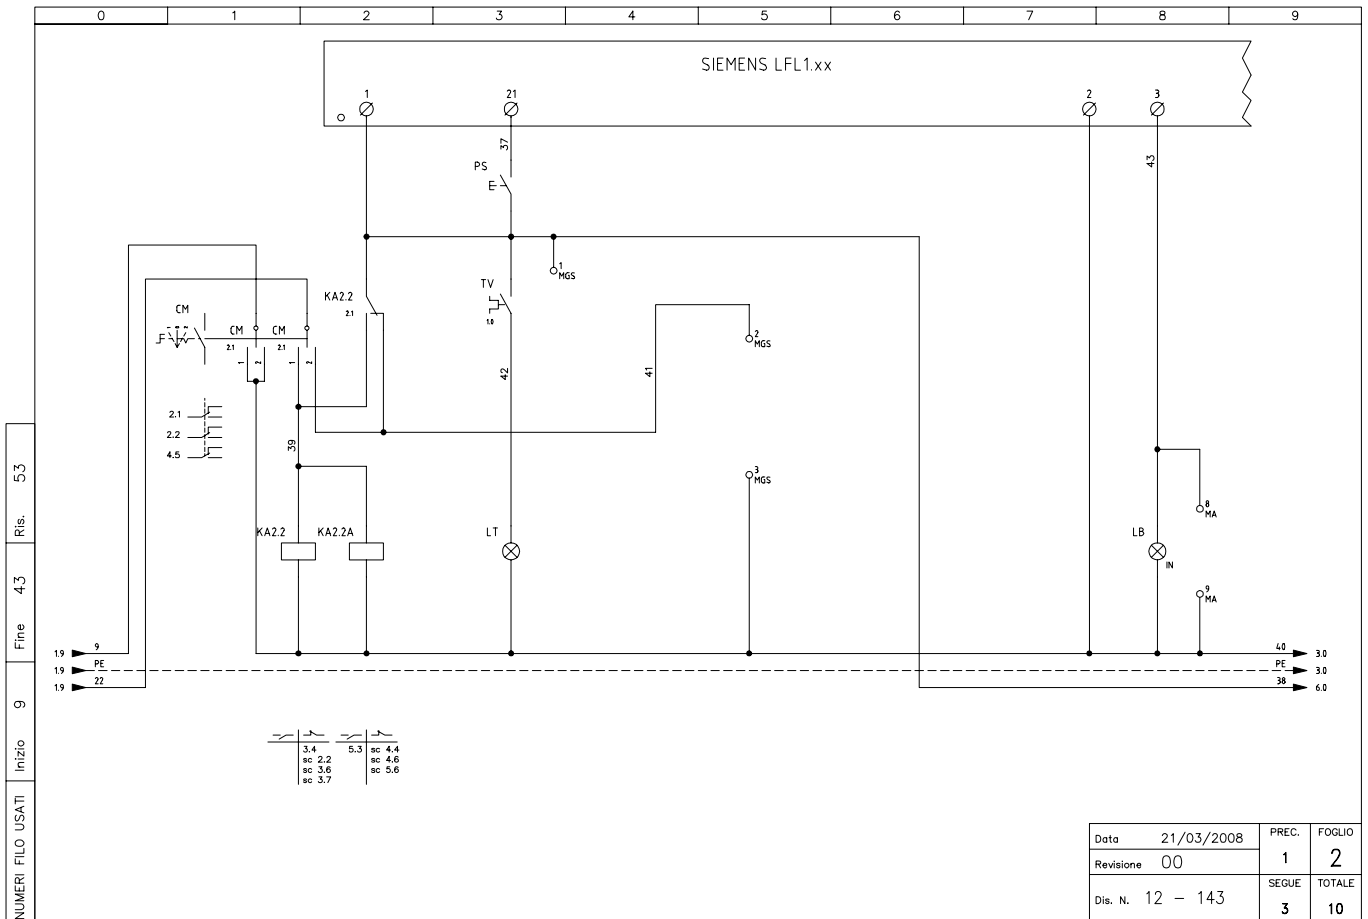 0 1 2 3 4 5 6 7 8 9
SIEMENS LFL1.xx
1 21 2 3
37
43
PS
1
MGS
KA2.2
2.1
TV
1.0
CM
CM
2.1
CM
2.1
1 2 1 2
2
MGS
42
41
2.1
2.2
4.5
39
3
MGS
8
MA
KA2.2 KA2.2A LT LB
IN
9
MA
1.9 9 40 3.0
1.9 PE PE 3.0
1.9 22 38 6.0
3.4
sc 2.2
sc 3.6
sc 3.7
5.3 sc 4.4
sc 4.6
sc 5.6
NUMERI FILO USATI Inizio 9 Fine 43 Ris. 53
Data 21/03/2008
Revisione 00
Dis. N. 12 - 143
PREC.
1
FOGLIO
2
SEGUE
3
TOTALE
10